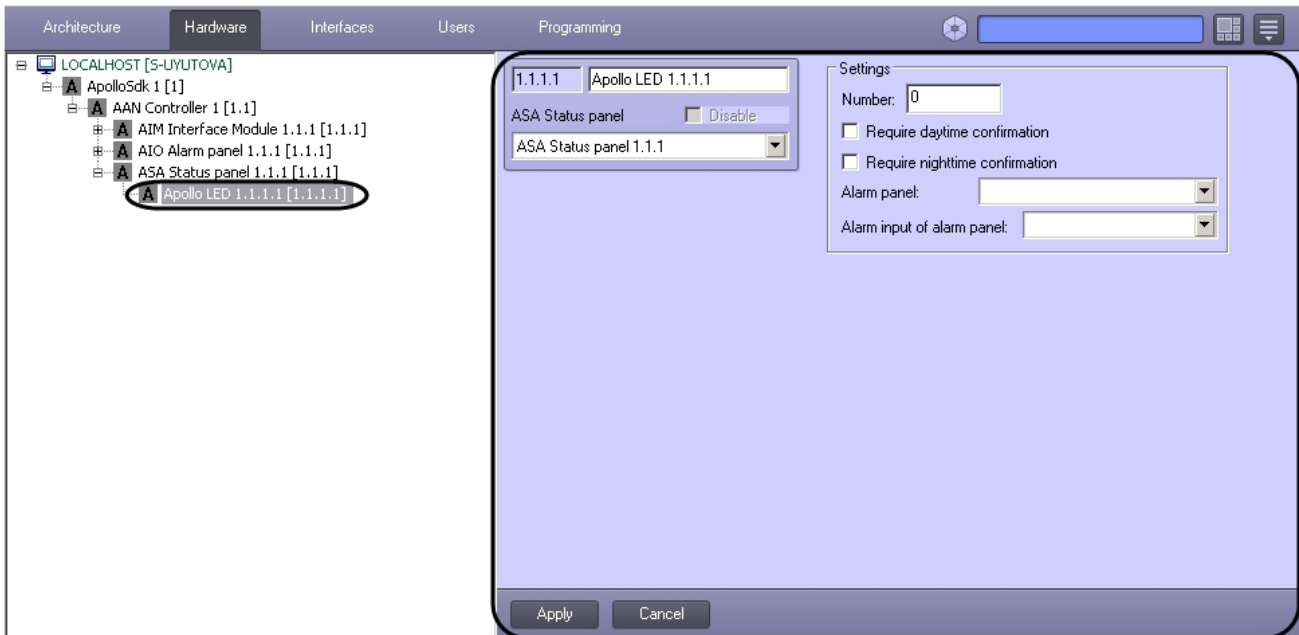 Architecture Hardware Interfaces Users Programming
LOCALHOST [S-UYUTOVA]
A ApolloSdk 1 [1]
A AAN Controller 1 [1.1]
A AIM Interface Module 1.1.1 [1.1.1]
A AIO Alarm panel 1.1.1 [1.1.1]
A ASA Status panel 1.1.1 [1.1.1]
A Apollo LED 1.1.1.1 [1.1.1.1]
1.1.1.1 Apollo LED 1.1.1.1
ASA Status panel Disable
ASA Status panel 1.1.1
Settings
Number: 0
Require daytime confirmation
Require nighttime confirmation
Alarm panel:
Alarm input of alarm panel:
Apply Cancel